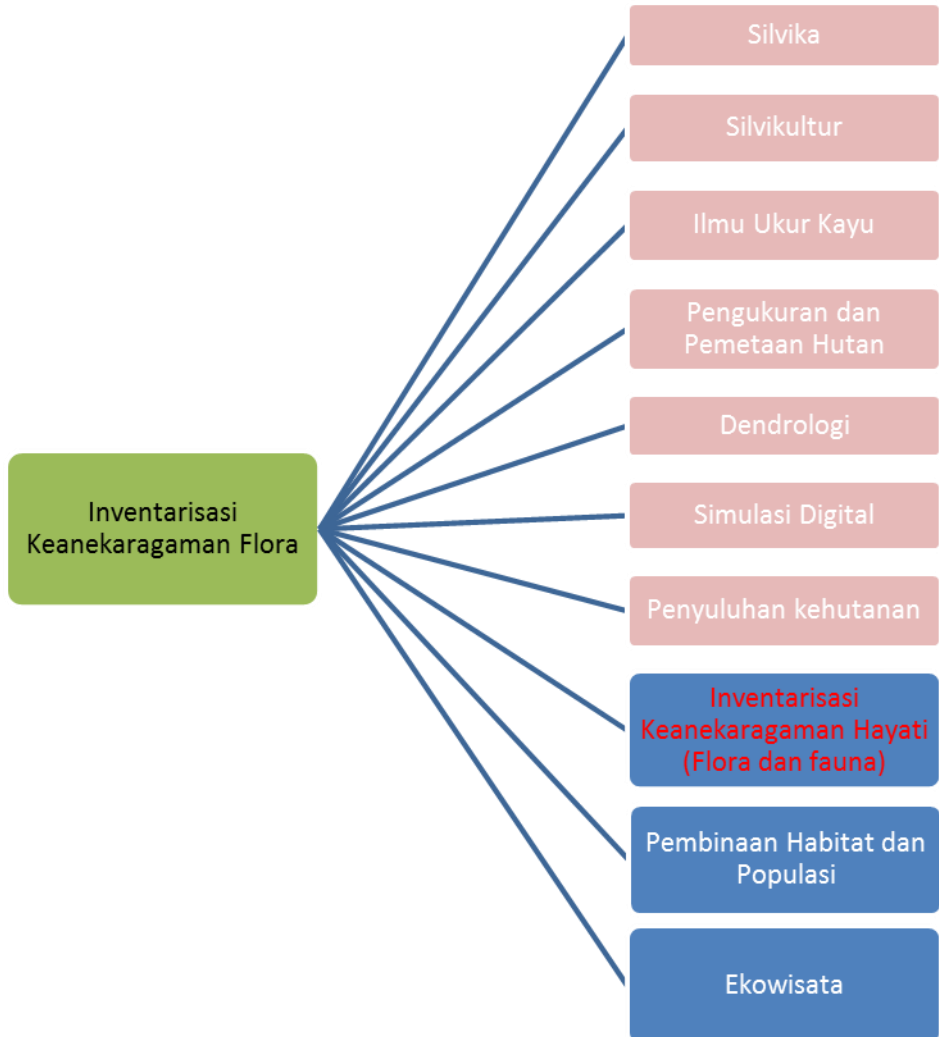 Silvika
Silvikultur
Ilmu Ukur Kayu
Pengukuran dan
Pemetaan Hutan
Dendrologi
Inventarisasi
Keanekaragaman Flora
Simulasi Digital
Penyuluhan kehutanan
Inventarisasi
Keanekaragaman Hayati
(Flora dan fauna)
Pembinaan Habitat dan
Populasi
Ekowisata